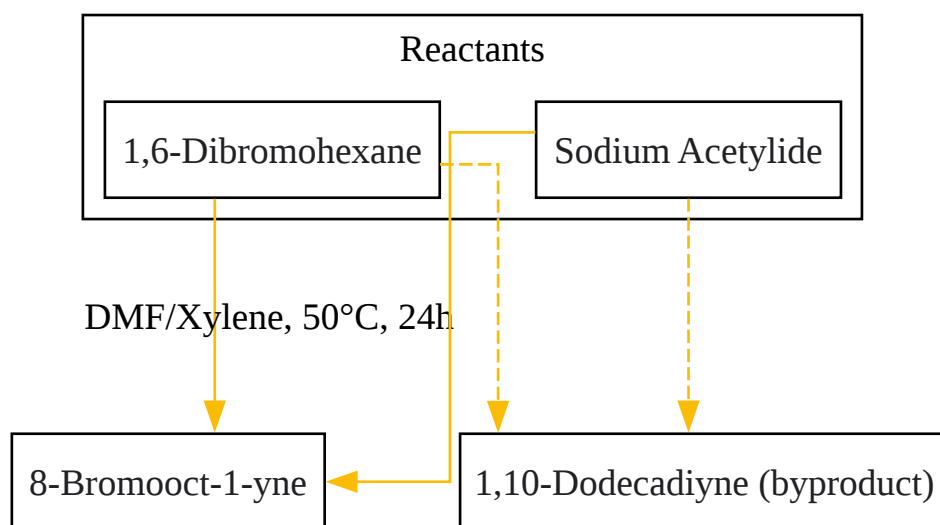 Reactants
1,6-Dibromohexane
Sodium Acetylide
DMF/Xylene, 50°C, 24h
8-Bromooct-1-yne
1,10-Dodecadiyne (byproduct)